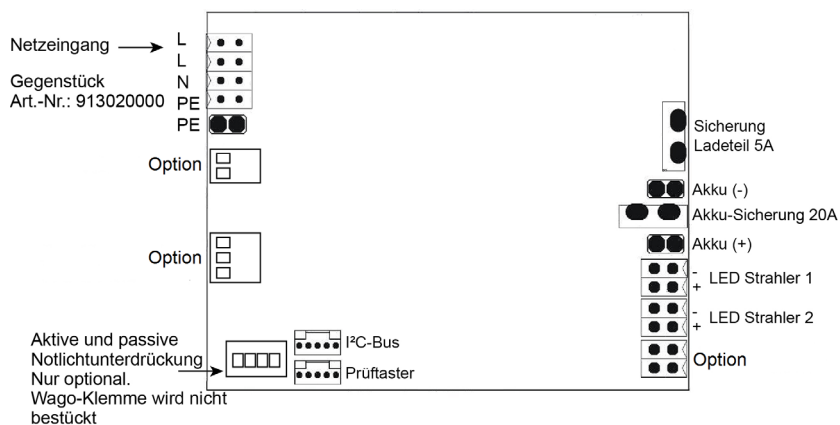 Netzeingang
L
L
N
PE
PE
Gegenstück
Art.-Nr.: 913020000
Option
Option
Aktive und passive
Notlichtunterdrückung
Nur optional.
Wago-Klemme wird nicht
bestückt
I²C-Bus
Prüftaster
Sicherung
Ladeteil 5A
Akku (-)
Akku-Sicherung 20A
Akku (+)
-
+
LED Strahler 1
-
+
LED Strahler 2
Option